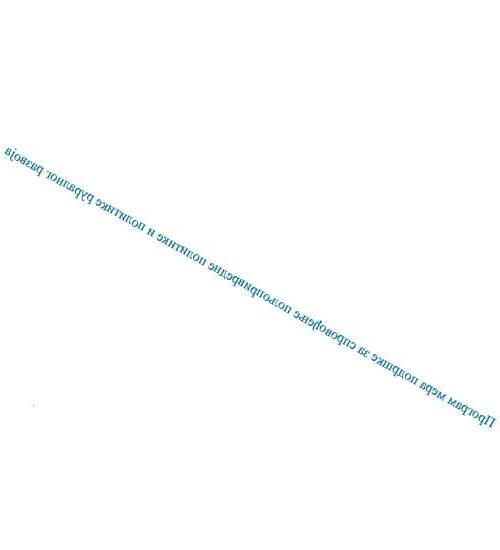 Програм мера подршке за спровођење пољопривредне политике и политике руралног развоја